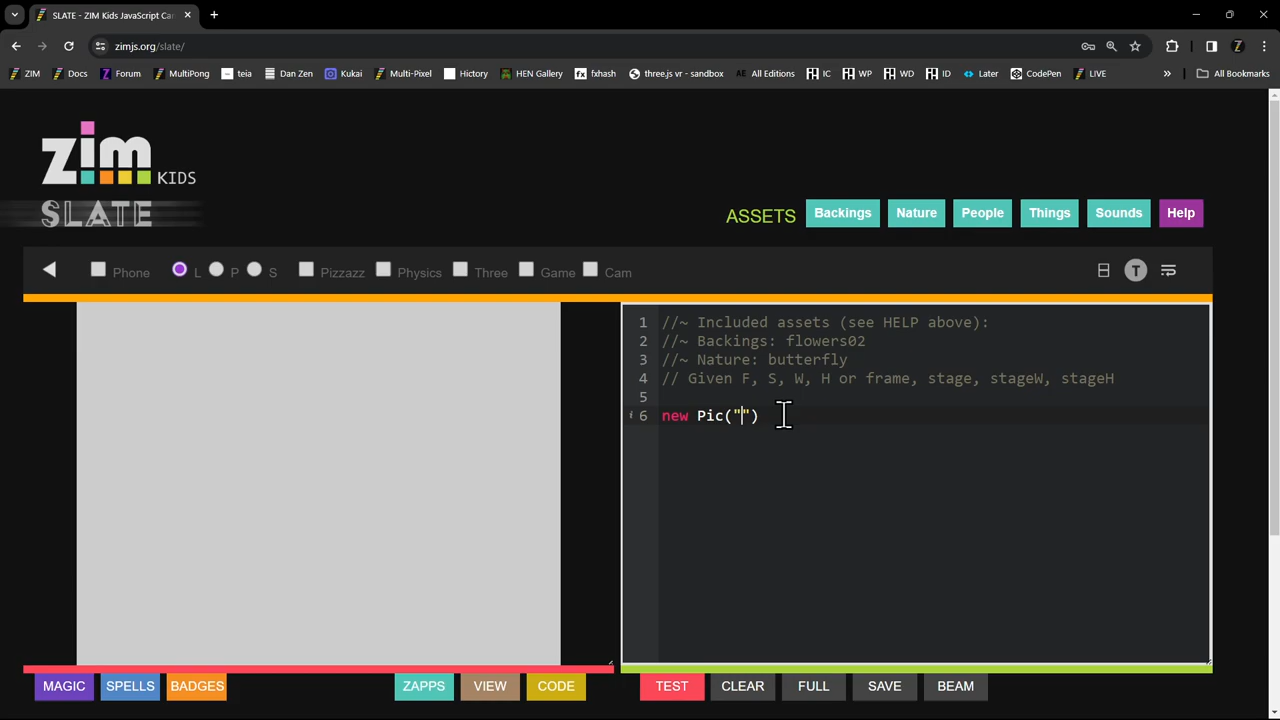 SLATE - ZIM Kids JavaScript Car
zimjs.org/slate/
ZIM Docs Forum MultiPong teia Dan Zen Kukai Multi-Pixel Hictory HEN Gallery fxhash three.js vr - sandbox AE All Editions IC WP WD ID Later CodePen LIVE » All Bookmarks
zim KIDS
SLATE
ASSETS Backings Nature People Things Sounds Help
Phone L P S Pizzazz Physics Three Game Cam T
1 //~ Included assets (see HELP above):
2 //~ Backings: flowers02
3 //~ Nature: butterfly
4 // Given F, S, W, H or frame, stage, stageW, stageH
5
i 6 new Pic("")
MAGIC SPELLS BADGES ZAPPS VIEW CODE TEST CLEAR FULL SAVE BEAM